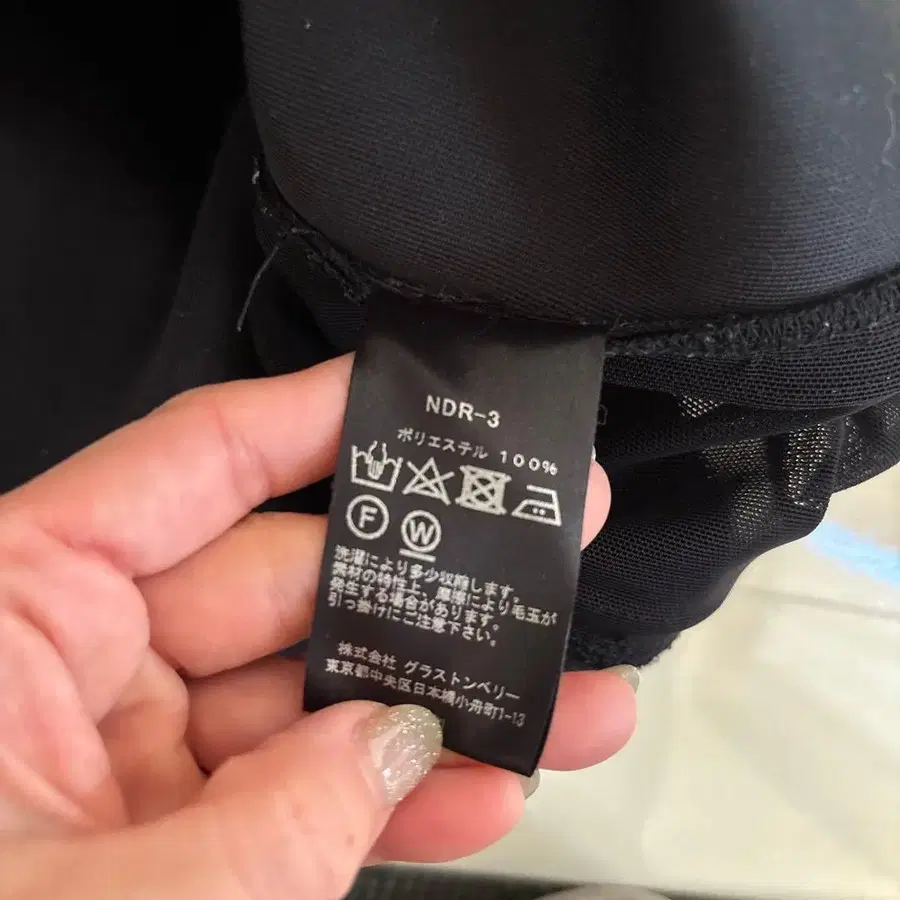 NDR-3
ポリエステル 100%
F W
洗濯により多少収縮します。
素材の特性上、摩擦により毛玉が
発生する場合があります。
引っ掛けにご注意下さい。
株式会社 グラストンベリー
東京都中央区日本橋小舟町1-13